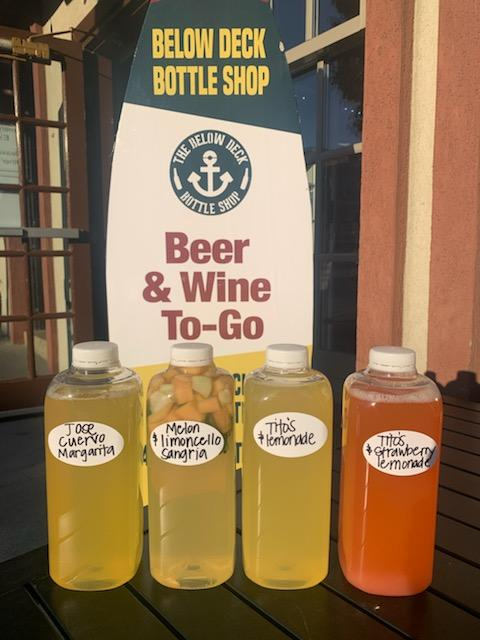 BELOW DECK
BOTTLE SHOP
THE BELOW DECK
BOTTLE SHOP
Beer
& Wine
To-Go
Jose
Cuervo
Margarita
Melon
& limoncello
Sangria
Tito's
& lemonade
Tito's
& strawberry
lemonade